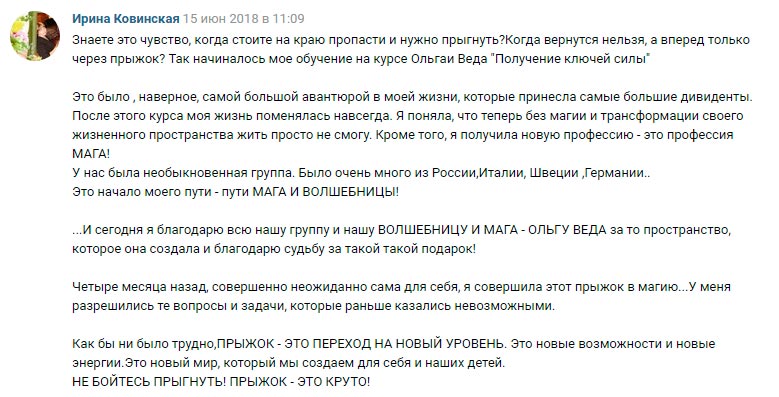 Ирина Ковинская 15 июн 2018 в 11:09
Знаете это чувство, когда стоите на краю пропасти и нужно прыгнуть?Когда вернутся нельзя, а вперед только
через прыжок? Так начиналось мое обучение на курсе Ольгаи Веда "Получение ключей силы"
Это было , наверное, самой большой авантюрой в моей жизни, которые принесла самые большие дивиденты.
После этого курса моя жизнь поменялась навсегда. Я поняла, что теперь без магии и трансформации своего
жизненного пространства жить просто не смогу. Кроме того, я получила новую профессию - это профессия
МАГА!
У нас была необыкновенная группа. Было очень много из России,Италии, Швеции ,Германии..
Это начало моего пути - пути МАГА И ВОЛШЕБНИЦЫ!
...И сегодня я благодарю всю нашу группу и нашу ВОЛШЕБНИЦУ И МАГА - ОЛЬГУ ВЕДА за то пространство,
которое она создала и благодарю судьбу за такой такой подарок!
Четыре месяца назад, совершенно неожиданно сама для себя, я совершила этот прыжок в магию...У меня
разрешились те вопросы и задачи, которые раньше казались невозможными.
Как бы ни было трудно,ПРЫЖОК - ЭТО ПЕРЕХОД НА НОВЫЙ УРОВЕНЬ. Это новые возможности и новые
энергии.Это новый мир, который мы создаем для себя и наших детей.
НЕ БОЙТЕСЬ ПРЫГНУТЬ! ПРЫЖОК - ЭТО КРУТО!